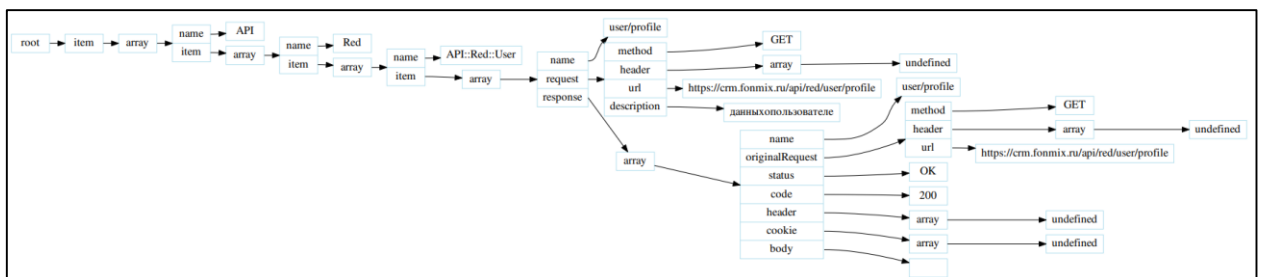 root
item
array
name
item
API
array
name
item
Red
array
name
item
API::Red::User
array
name
request
response
user/profile
method
header
url
description
GET
array
undefined
https://crm.fonmix.ru/api/red/user/profile
данныхопользователе
array
name
originalRequest
status
code
header
cookie
body
user/profile
method
header
url
GET
array
undefined
https://crm.fonmix.ru/api/red/user/profile
OK
200
array
undefined
array
undefined